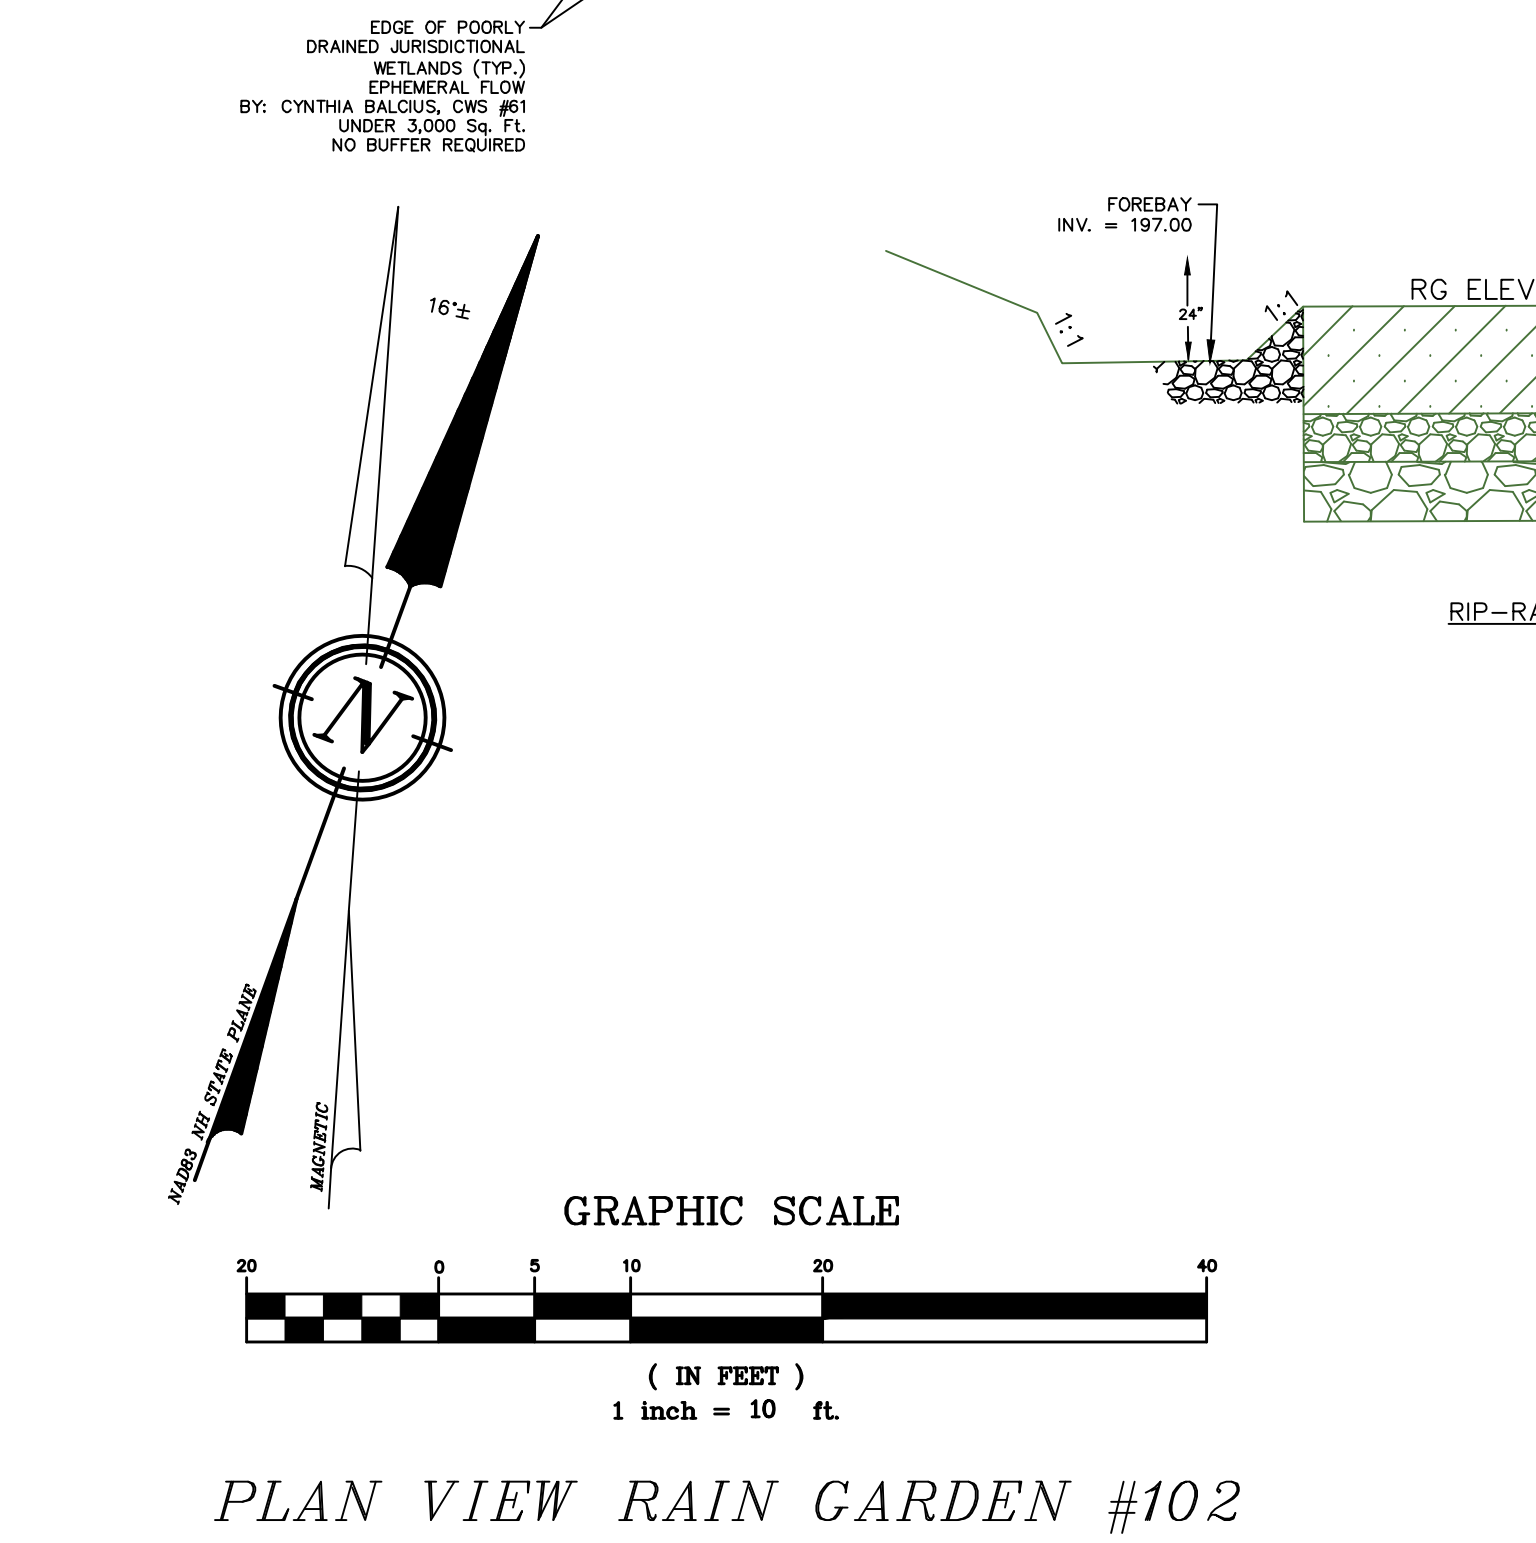 EDGE OF POORLY
DRAINED JURISDICTIONAL
WETLANDS (TYP.)
EPHEMERAL FLOW
BY: CYNTHIA BALCIUS, CWS #61
UNDER 3,000 Sq. Ft.
NO BUFFER REQUIRED
FOREBAY
INV. = 197.00
24"
1:1
1:1
RG ELEV
RIP-RA
16°±
N
NAD83 NH STATE PLANE
MAGNETIC
GRAPHIC SCALE
20 0 5 10 20 40
( IN FEET )
1 inch = 10 ft.
PLAN VIEW RAIN GARDEN #102